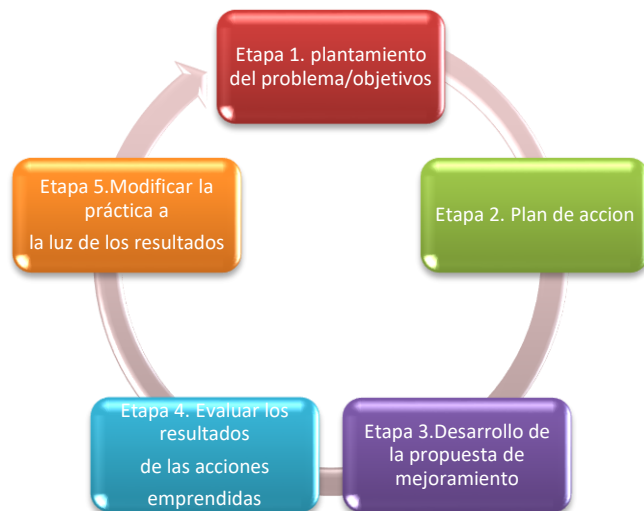 Etapa 1. plantamiento
del problema/objetivos
Etapa 2. Plan de accion
Etapa 3.Desarrollo de
la propuesta de
mejoramiento
Etapa 4. Evaluar los
resultados
de las acciones
emprendidas
Etapa 5.Modificar la
práctica a
la luz de los resultados